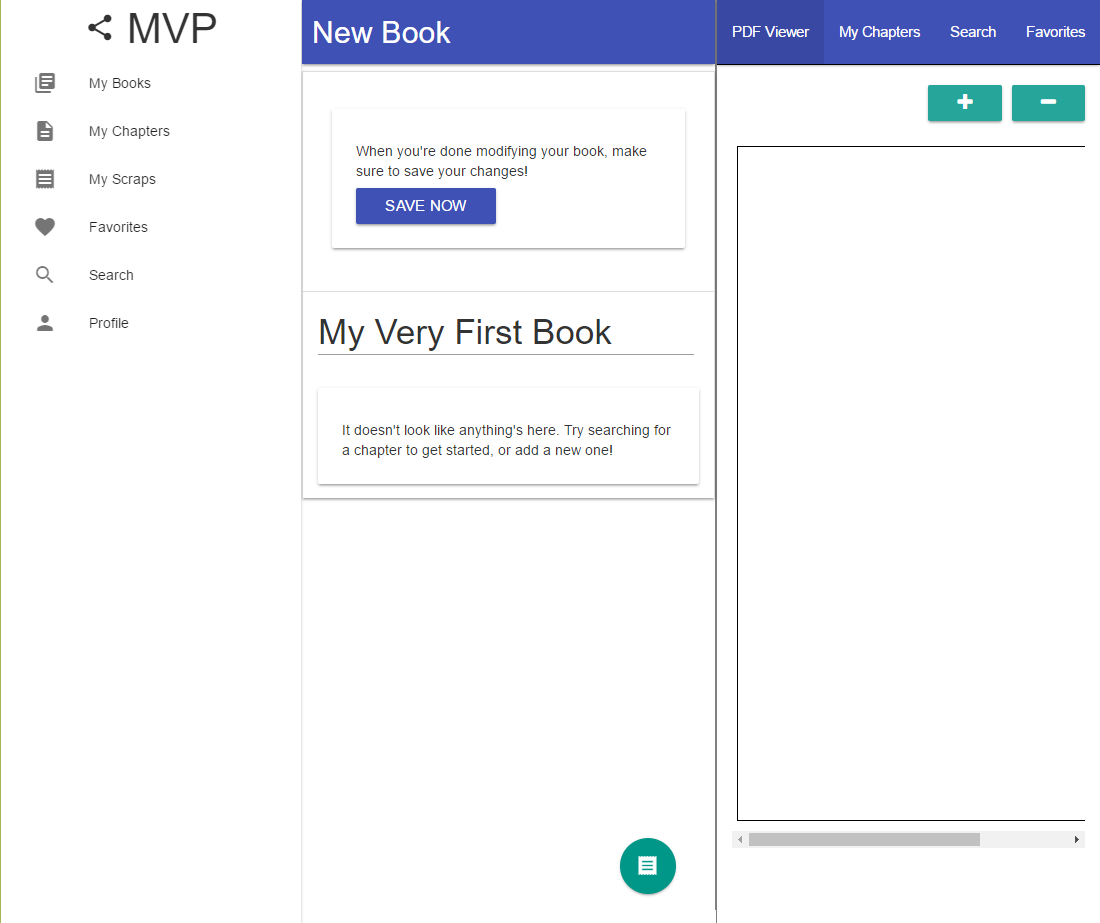 MVP
My Books
My Chapters
My Scraps
Favorites
Search
Profile
New Book
When you're done modifying your book, make
sure to save your changes!
SAVE NOW
My Very First Book
It doesn't look like anything's here. Try searching for
a chapter to get started, or add a new one!
PDF Viewer My Chapters Search Favorites